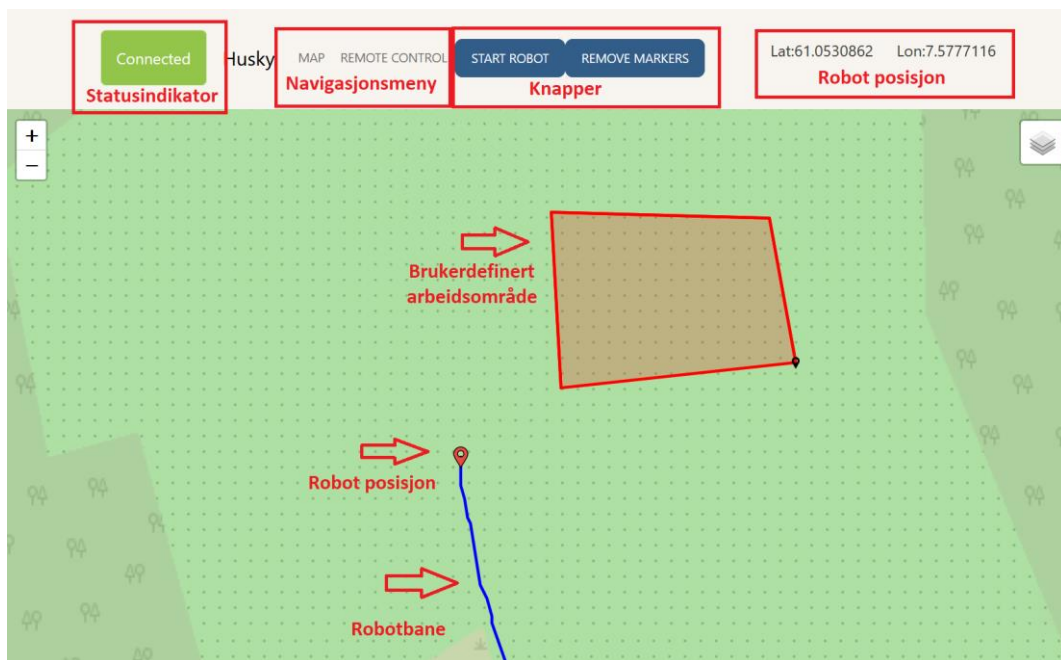 Connected
Statusindikator
Husky
MAP REMOTE CONTROL
Navigasjonsmeny
START ROBOT REMOVE MARKERS
Knapper
Lat:61.0530862 Lon:7.5777116
Robot posisjon
+
−
Brukerdefinert
arbeidsområde
Robot posisjon
Robotbane